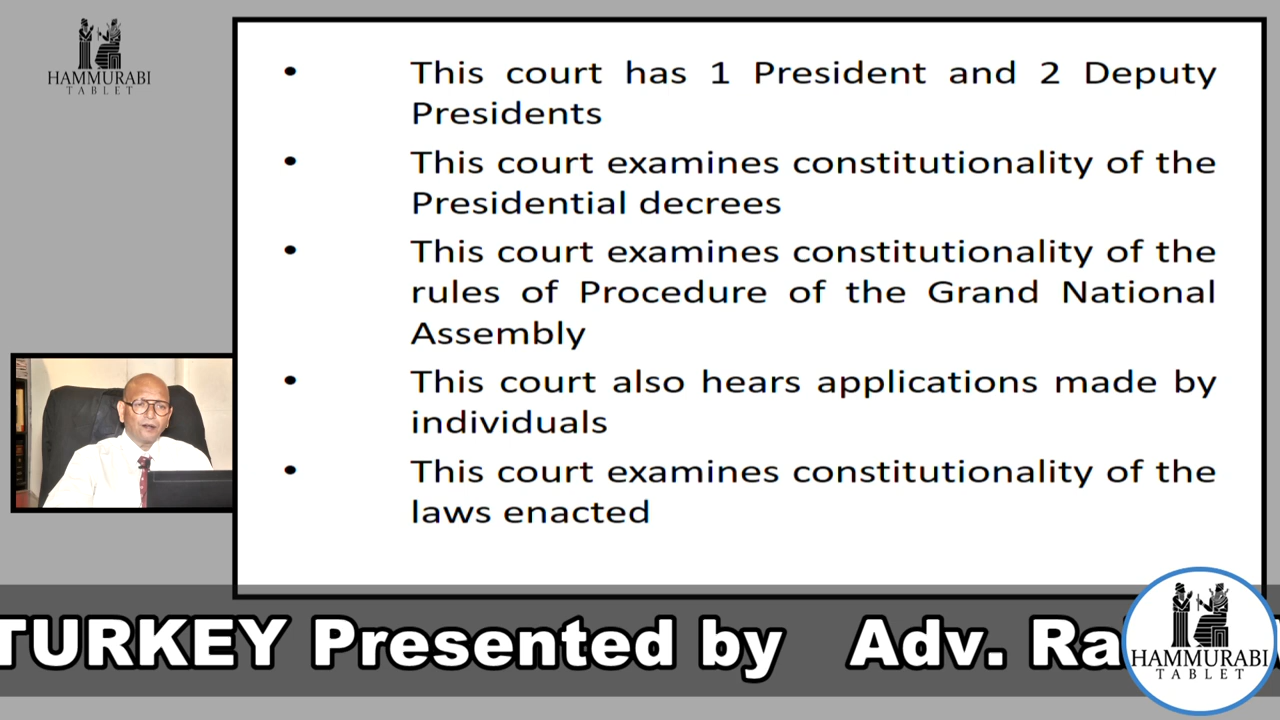 HAMMURABI
TABLET
• This court has 1 President and 2 Deputy
Presidents
• This court examines constitutionality of the
Presidential decrees
• This court examines constitutionality of the
rules of Procedure of the Grand National
Assembly
• This court also hears applications made by
individuals
• This court examines constitutionality of the
laws enacted
TURKEY Presented by Adv. Ra
HAMMURABI
TABLET